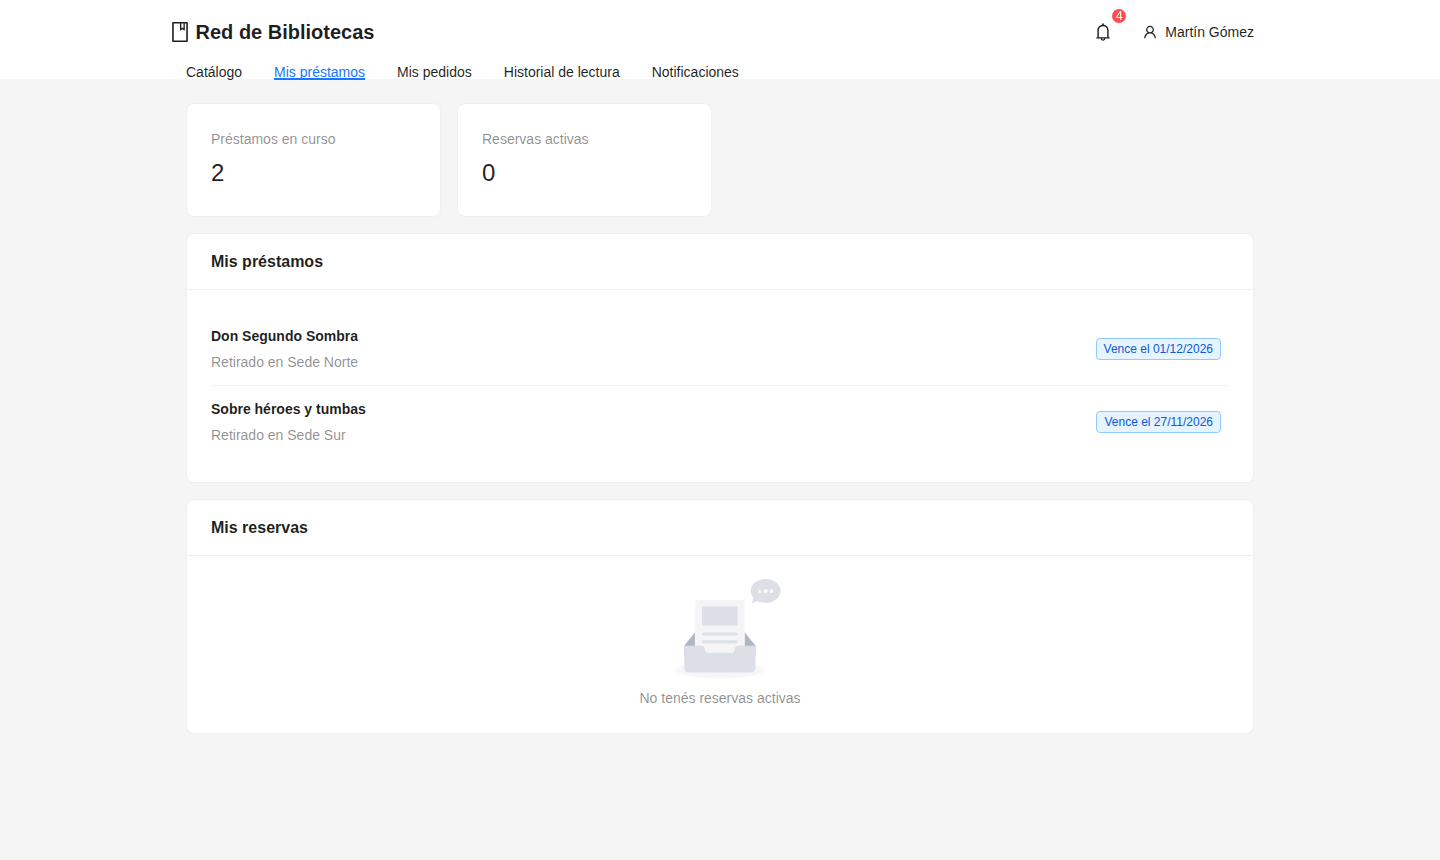 Red de Bibliotecas
4
Martín Gómez
Catálogo
Mis préstamos
Mis pedidos
Historial de lectura
Notificaciones
Préstamos en curso
2
Reservas activas
0
Mis préstamos
Don Segundo Sombra
Retirado en Sede Norte
Vence el 01/12/2026
Sobre héroes y tumbas
Retirado en Sede Sur
Vence el 27/11/2026
Mis reservas
No tenés reservas activas